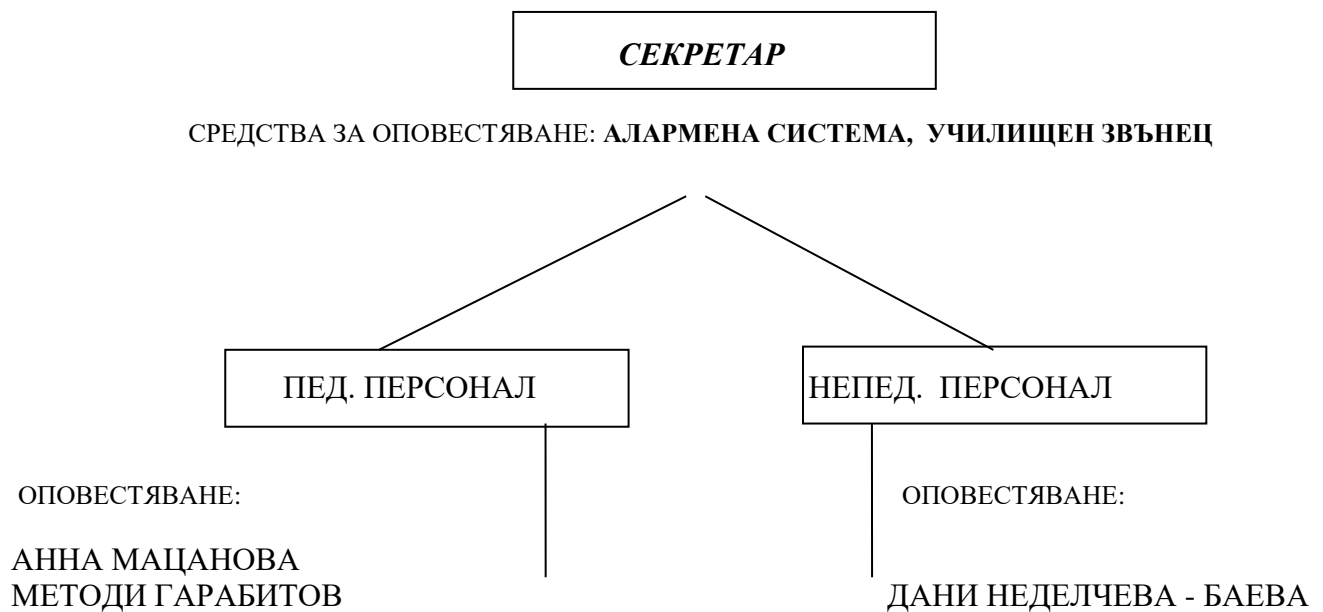 СЕКРЕТАР
СРЕДСТВА ЗА ОПОВЕСТЯВАНЕ: АЛАРМЕНА СИСТЕМА, УЧИЛИЩЕН ЗВЪНЕЦ
ПЕД. ПЕРСОНАЛ
НЕПЕД. ПЕРСОНАЛ
ОПОВЕСТЯВАНЕ:
АННА МАЦАНОВА
МЕТОДИ ГАРАБИТОВ
ОПОВЕСТЯВАНЕ:
ДАНИ НЕДЕЛЧЕВА - БАЕВА